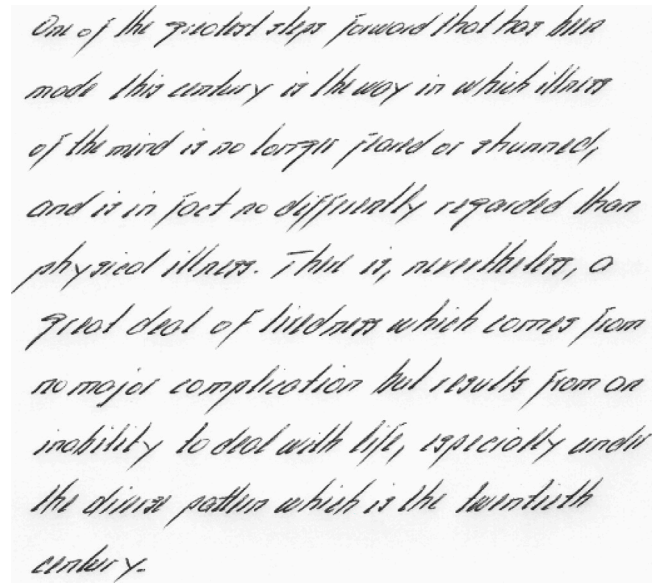 One of the greatest steps forward that has been
made this century is the way in which illness
of the mind is no longer feared or shunned,
and is in fact no differently regarded than
physical illness. There is, nevertheless, a
great deal of tiredness which comes from
no major complication but results from an
inability to deal with life, especially under
the diverse pattern which is the twentieth
century.